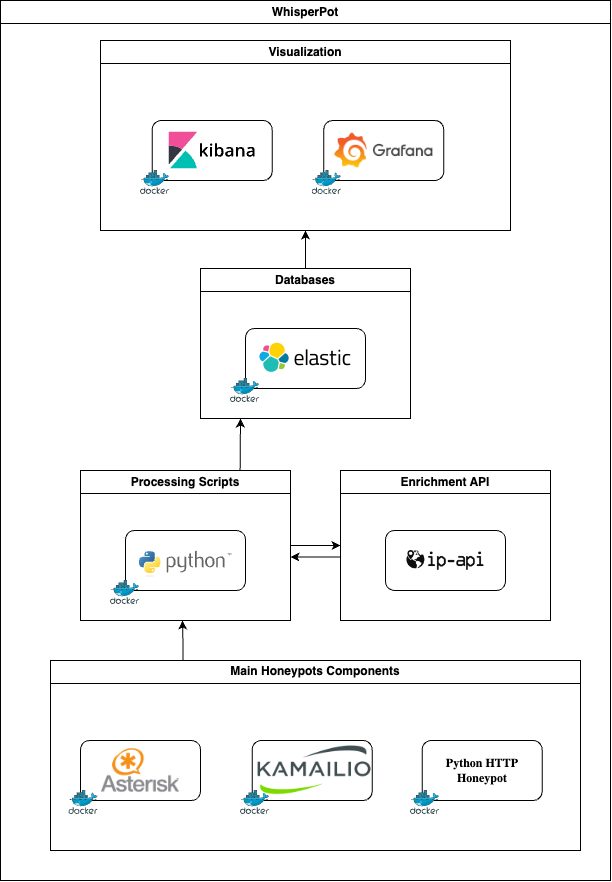 WhisperPot
Visualization
kibana
Grafana
docker
docker
Databases
elastic
docker
Processing Scripts
Enrichment API
python™
ip-api
docker
Main Honeypots Components
Asterisk
KAMAILIO
Python HTTP
Honeypot
docker
docker
docker